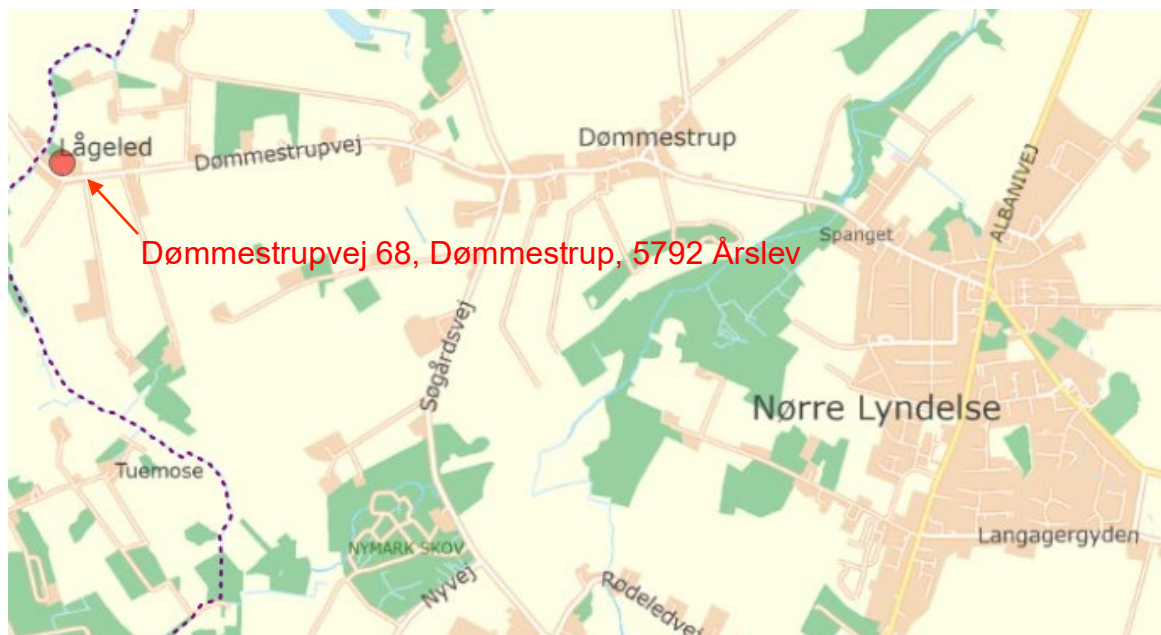 Lågeled
Dømmestrupvej
Dømmestrup
ALBANIVEJ
Spanget
Dømmestrupvej 68, Dømmestrup, 5792 Årslev
Søgårdsvej
Nørre Lyndelse
Tuemose
Langagergyden
NYMARK SKOV
Nyvej
Rødeledvej